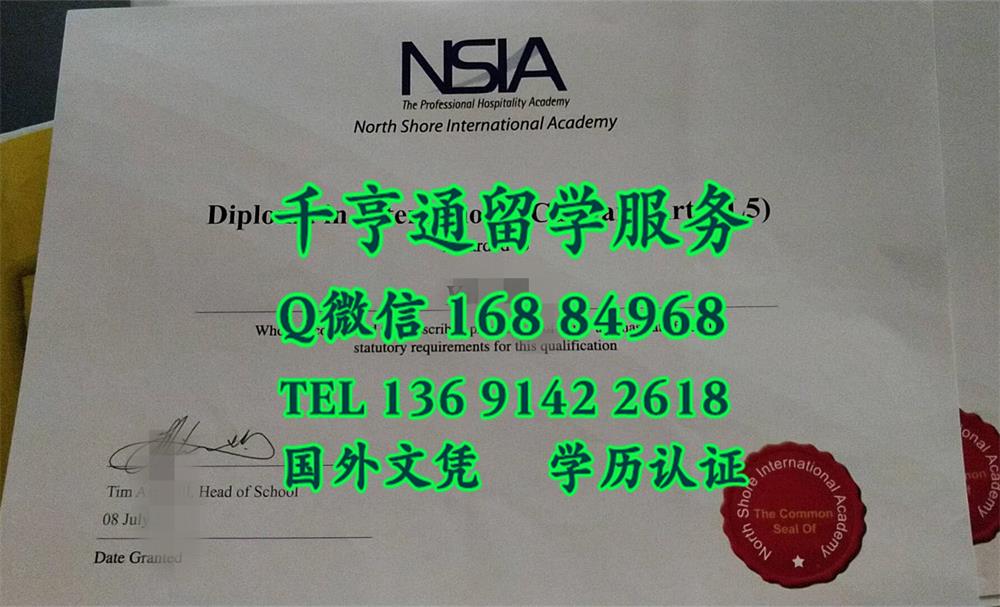 NSIA
The Professional Hospitality Academy
North Shore International Academy
千亨通留学服务
Q微信 168 84968
statutory requirements for this qualification
TEL 136 9142 2618
国外文凭 学历认证
Tim Head of School
08 July
Date Granted
North Shore International Academy
The Common
Seal Of